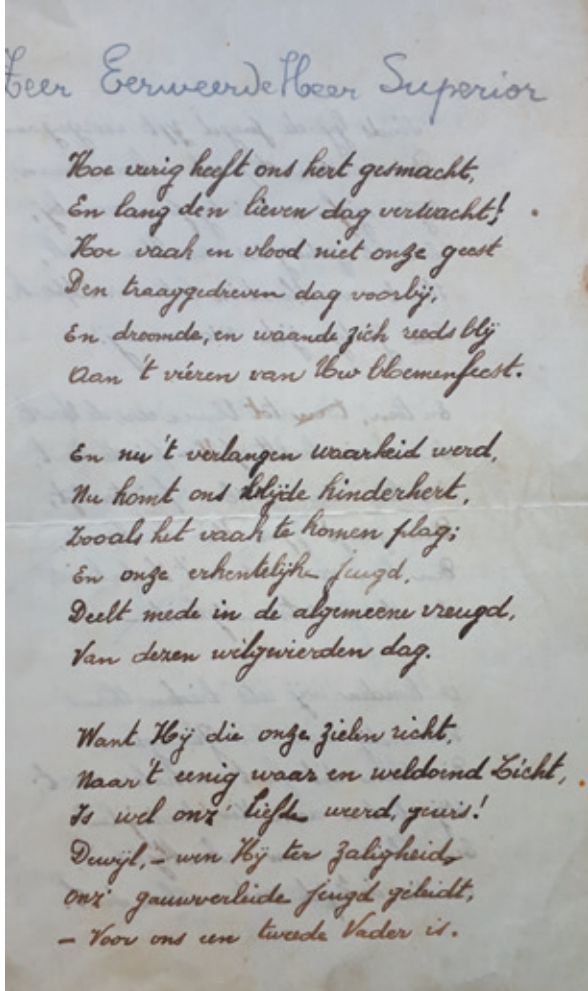 Zeer Eerweerde Heer Superior
Hoe vurig heeft ons hert gesmacht,
En lang den lieven dag verwacht!
Hoe vaak en vlood niet onze geest
Den traaggedreven dag voorbij,
En droomde, en waande zich reeds blij
Aan 't vieren van Uw bloemenfeest.
En nu 't verlangen waarheid werd,
Nu komt ons blijde kinderhert,
Zooals het vaak te komen plag;
En onze erkentelijke jeugd,
Deelt mede in de algemeene vreugd,
Van dezen wilgevierden dag.
Want Hij die onze zielen richt,
Naar 't eenig waar en weldoend Licht,
Is wel onz' liefde weerd, gewis!
Dewijl, – wen Hij ter zaligheid,
Onz' gauwverleide jeugd geleidt,
– Voor ons een tweede Vader is.